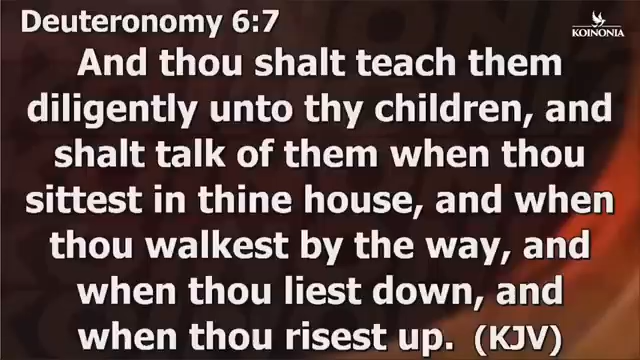 Deuteronomy 6:7
KOINONIA
And thou shalt teach them
diligently unto thy children, and
shalt talk of them when thou
sittest in thine house, and when
thou walkest by the way, and
when thou liest down, and
when thou risest up. (KJV)